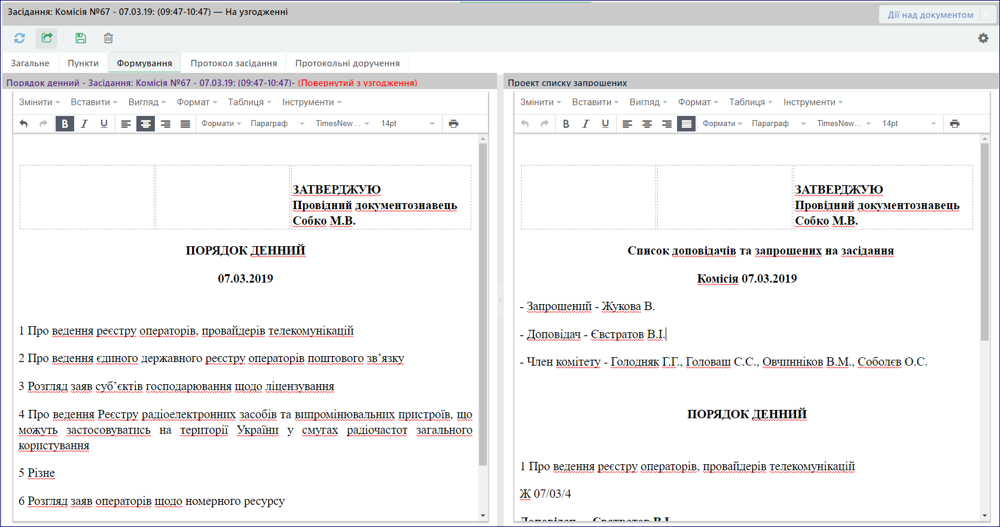 Засідання: Комісія №67 - 07.03.19: (09:47-10:47) — На узгодженні
Дії над документом
Загальне Пункти Формування Протокол засідання Протокольні доручення
Порядок денний - Засідання: Комісія №67 - 07.03.19: (09:47-10:47)- (Повернутий з узгодження)
Змінити Вставити Вигляд Формат Таблиця Інструменти
B I U Формати Параграф TimesNew... 14pt
ЗАТВЕРДЖУЮ
Провідний документознавець
Собко М.В.
ПОРЯДОК ДЕННИЙ
07.03.2019
1 Про ведення реєстру операторів, провайдерів телекомунікацій
2 Про ведення єдиного державного реєстру операторів поштового зв’язку
3 Розгляд заяв суб’єктів господарювання щодо ліцензування
4 Про ведення Реєстру радіоелектронних засобів та випромінювальних пристроїв, що
можуть застосовуватись на території України у смугах радіочастот загального
користування
5 Різне
6 Розгляд заяв операторів щодо номерного ресурсу
Проект списку запрошених
Змінити Вставити Вигляд Формат Таблиця Інструменти
B I U Формати Параграф TimesNew... 14pt
ЗАТВЕРДЖУЮ
Провідний документознавець
Собко М.В.
Список доповідачів та запрошених на засідання
Комісія 07.03.2019
- Запрошений - Жукова В.
- Доповідач - Євстратов В.І.
- Член комітету - Голодняк Г.Г., Головаш С.С., Овчинніков В.М., Соболєв О.С.
ПОРЯДОК ДЕННИЙ
1 Про ведення реєстру операторів, провайдерів телекомунікацій
Ж 07/03/4
Доповідач - Євстратов В.І.